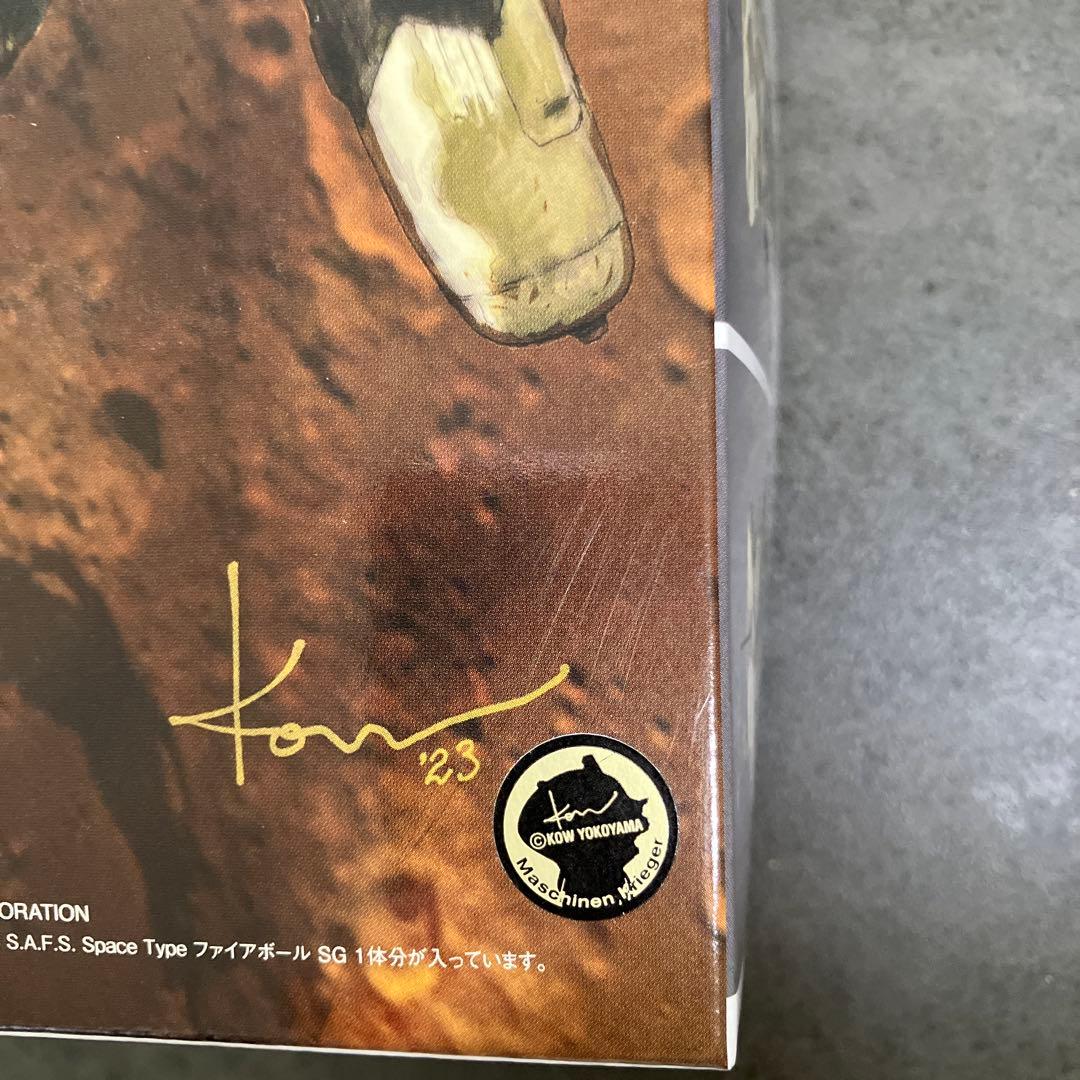 Kow
'23
Kow
©KOW YOKOYAMA
Maschinen Krieger
ORATION
S.A.F.S. Space Type ファイアボール SG 1体分が入っています。